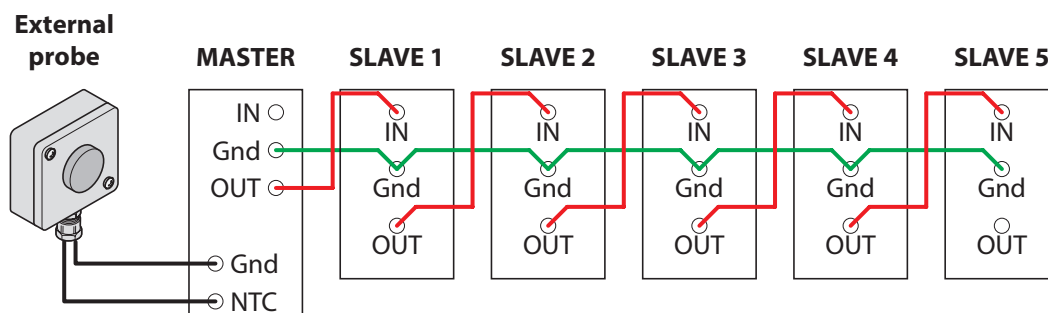 External
probe
MASTER
SLAVE 1
SLAVE 2
SLAVE 3
SLAVE 4
SLAVE 5
IN
Gnd
OUT
Gnd
NTC
IN
Gnd
OUT
IN
Gnd
OUT
IN
Gnd
OUT
IN
Gnd
OUT
IN
Gnd
OUT